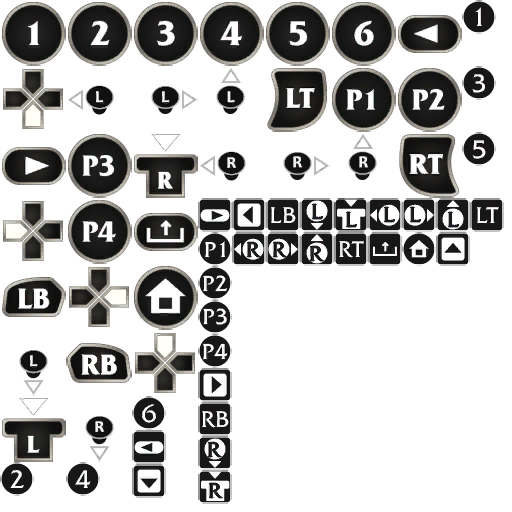 1 2 3 4 5 6 1
L L L LT P1 P2 3
P3 R R R R RT 5
P4 LB L L L L LT
P1 R R R RT
LB P2
P3
L RB P4
L R 6 RB
R
2 4 R